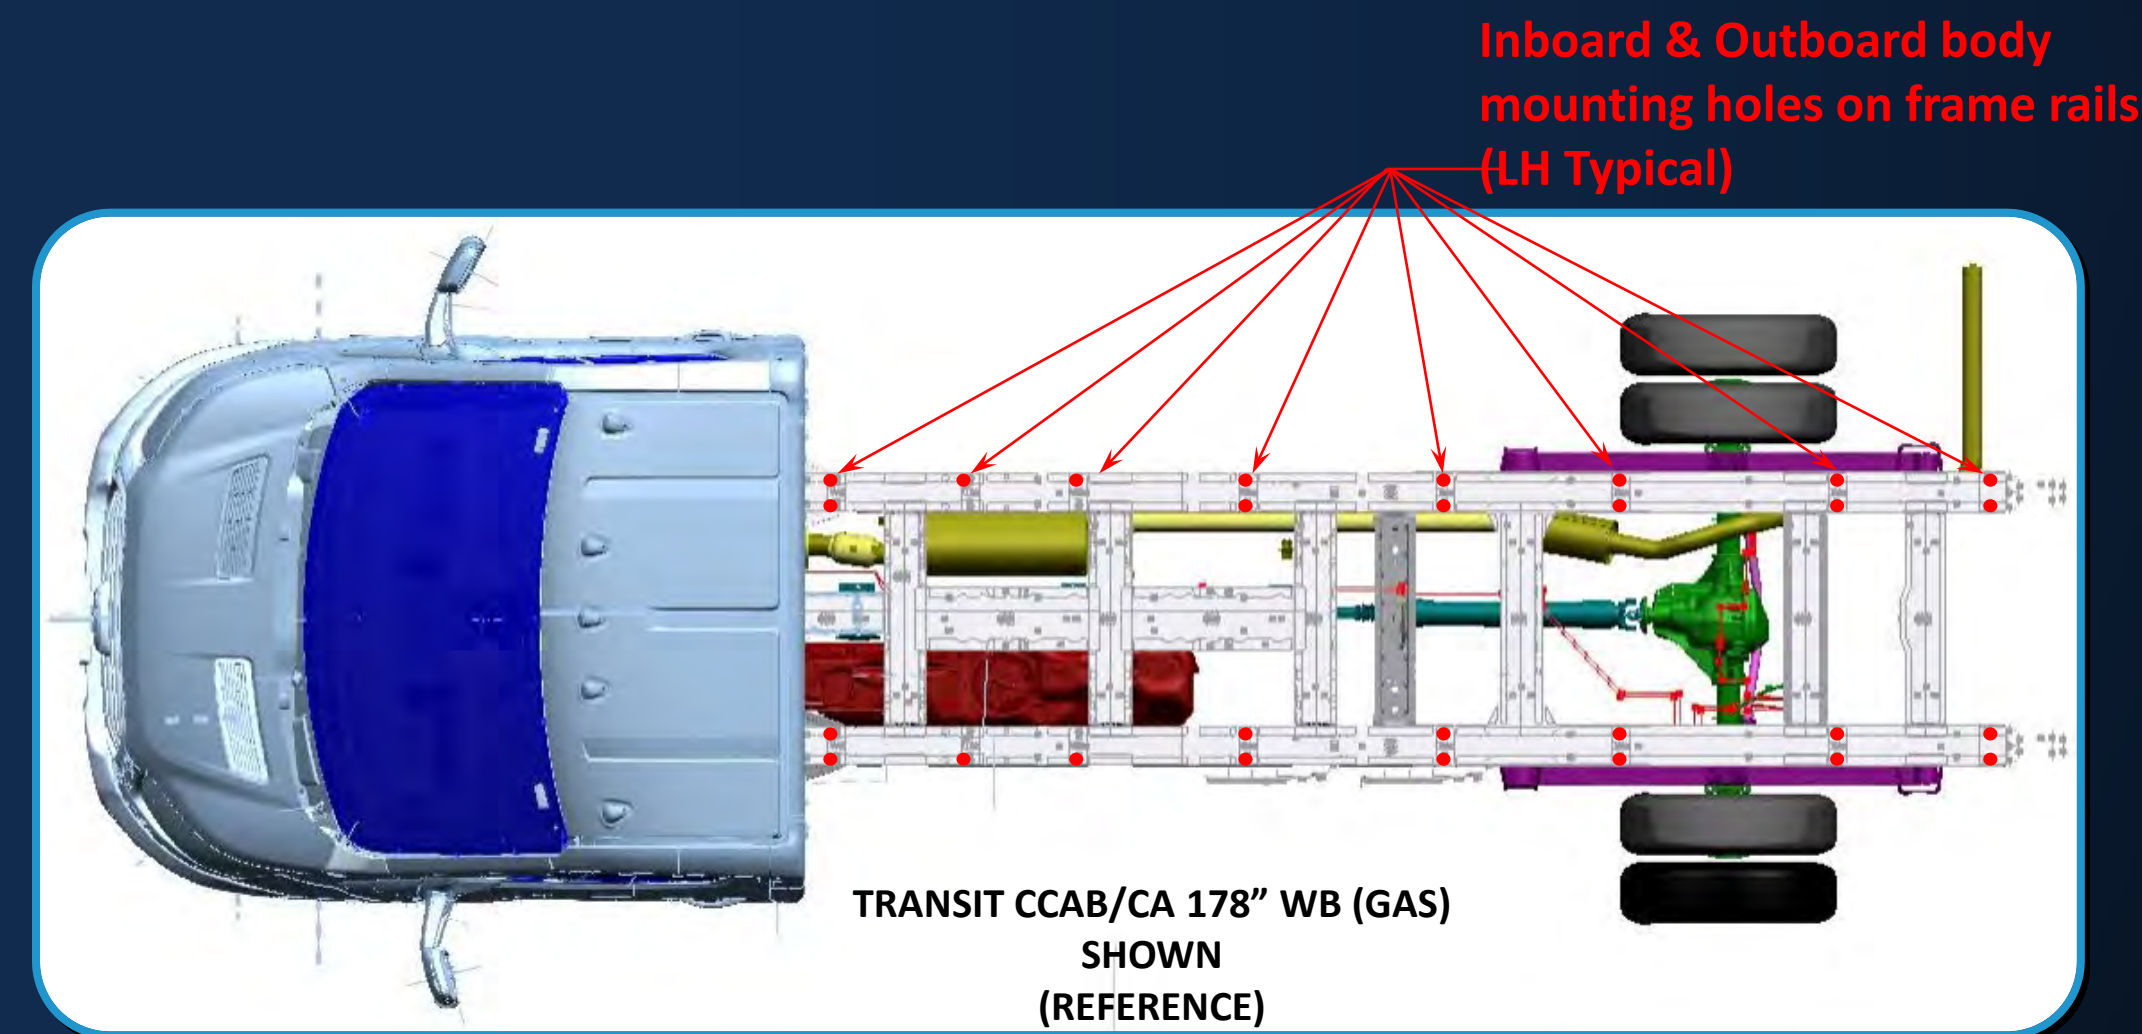 Inboard & Outboard body
mounting holes on frame rails
(LH Typical)
TRANSIT CCAB/CA 178” WB (GAS)
SHOWN
(REFERENCE)